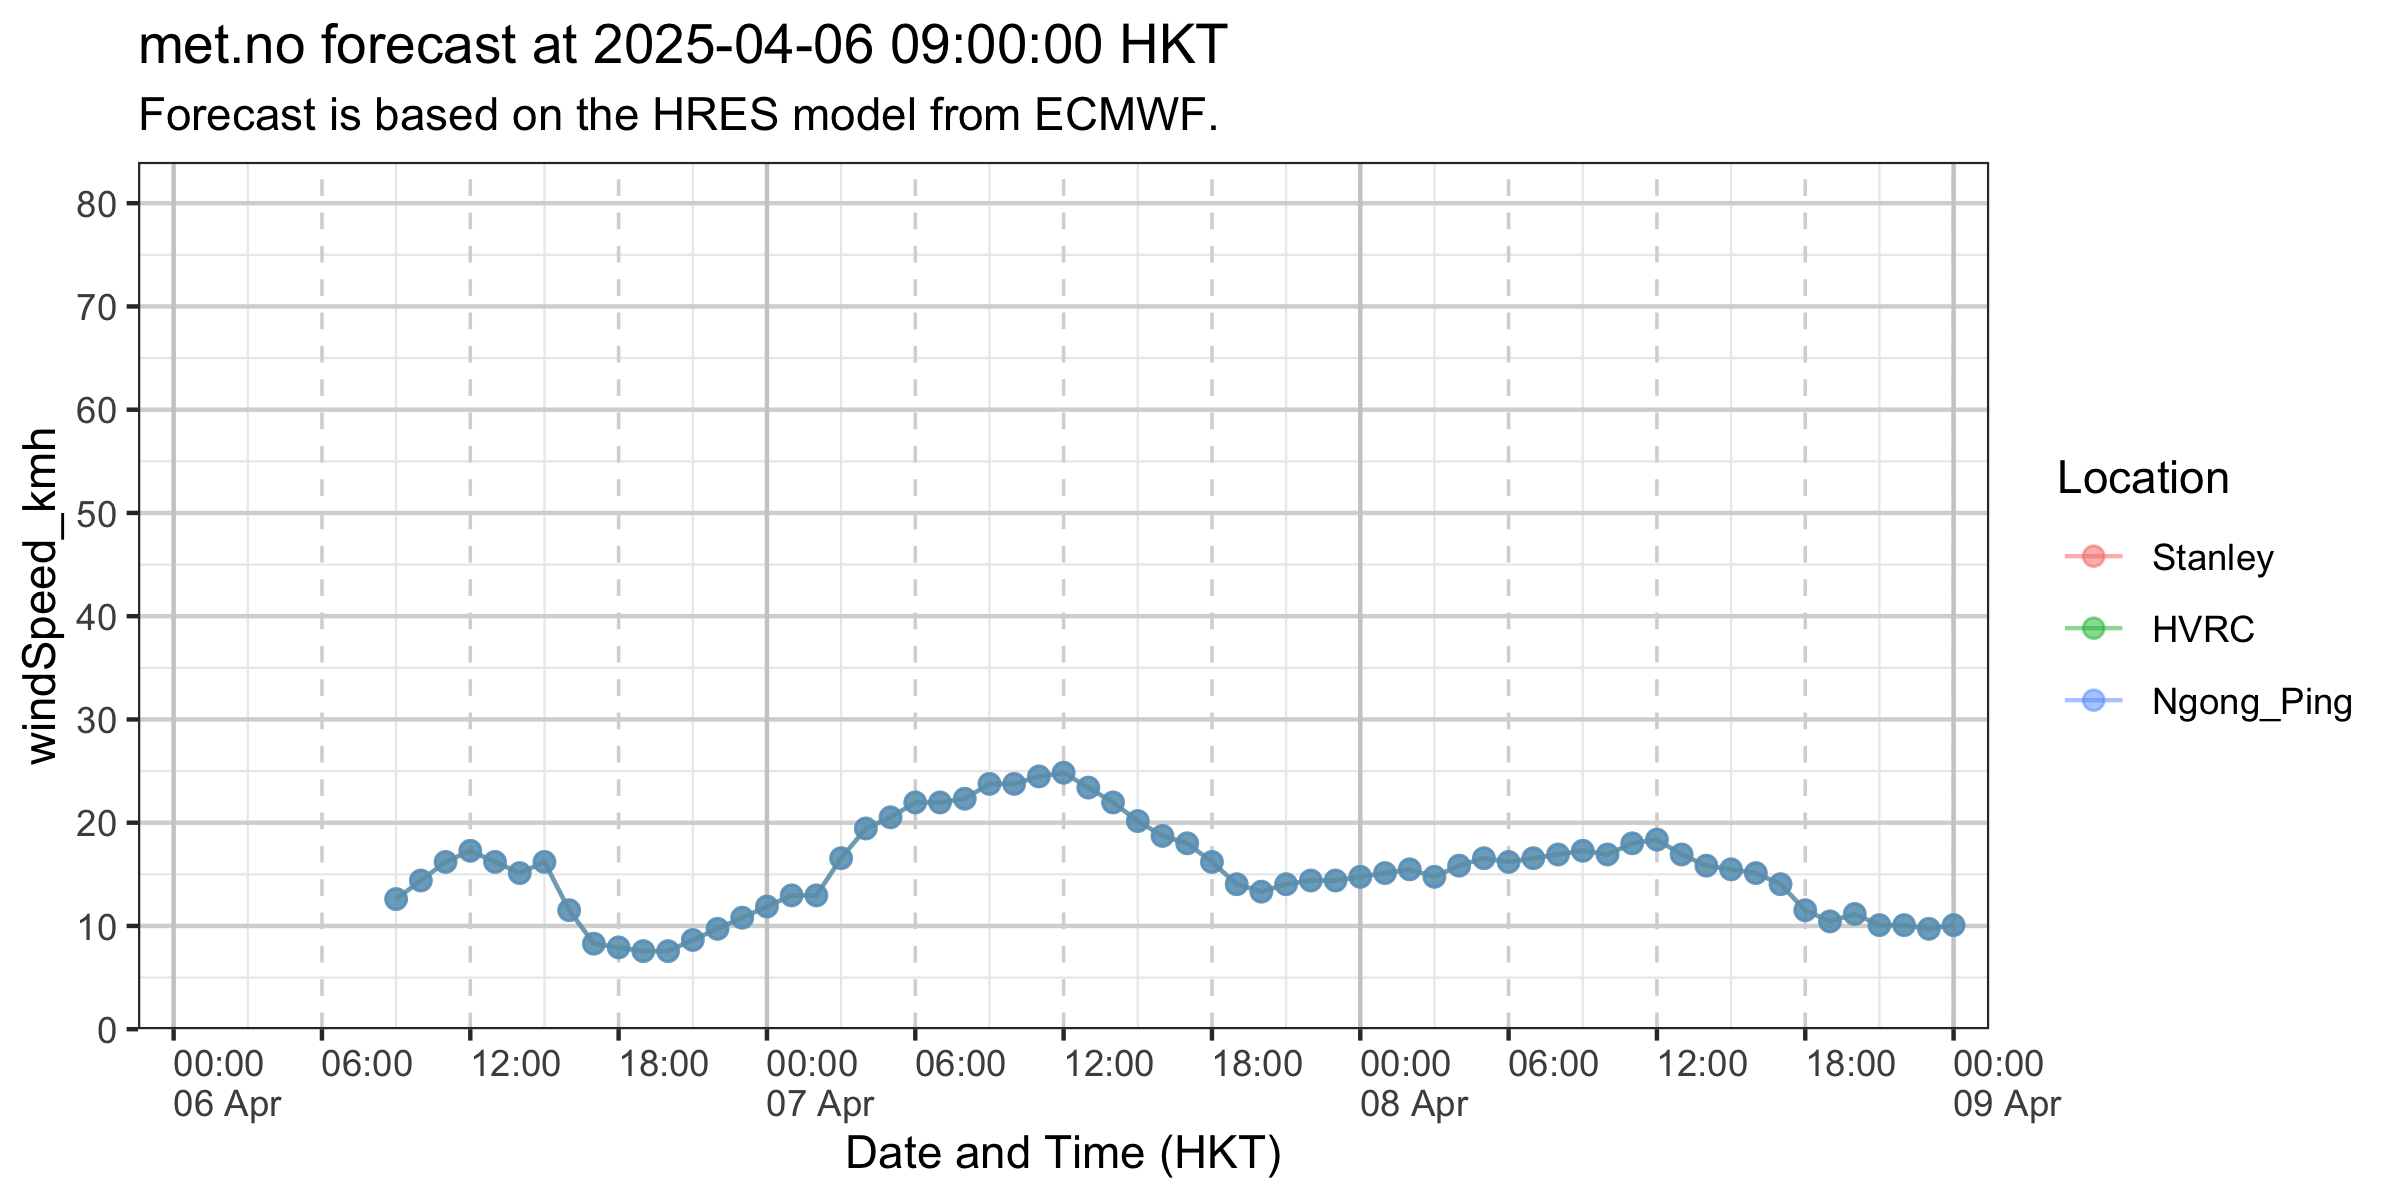 met.no forecast at 2025-04-06 09:00:00 HKT
Forecast is based on the HRES model from ECMWF.
windSpeed_kmh
80
70
60
50
40
30
20
10
0
00:00 06:00 12:00 18:00 00:00 06:00 12:00 18:00 00:00 06:00 12:00 18:00 00:00
06 Apr 07 Apr 08 Apr 09 Apr
Date and Time (HKT)
Location
Stanley
HVRC
Ngong_Ping